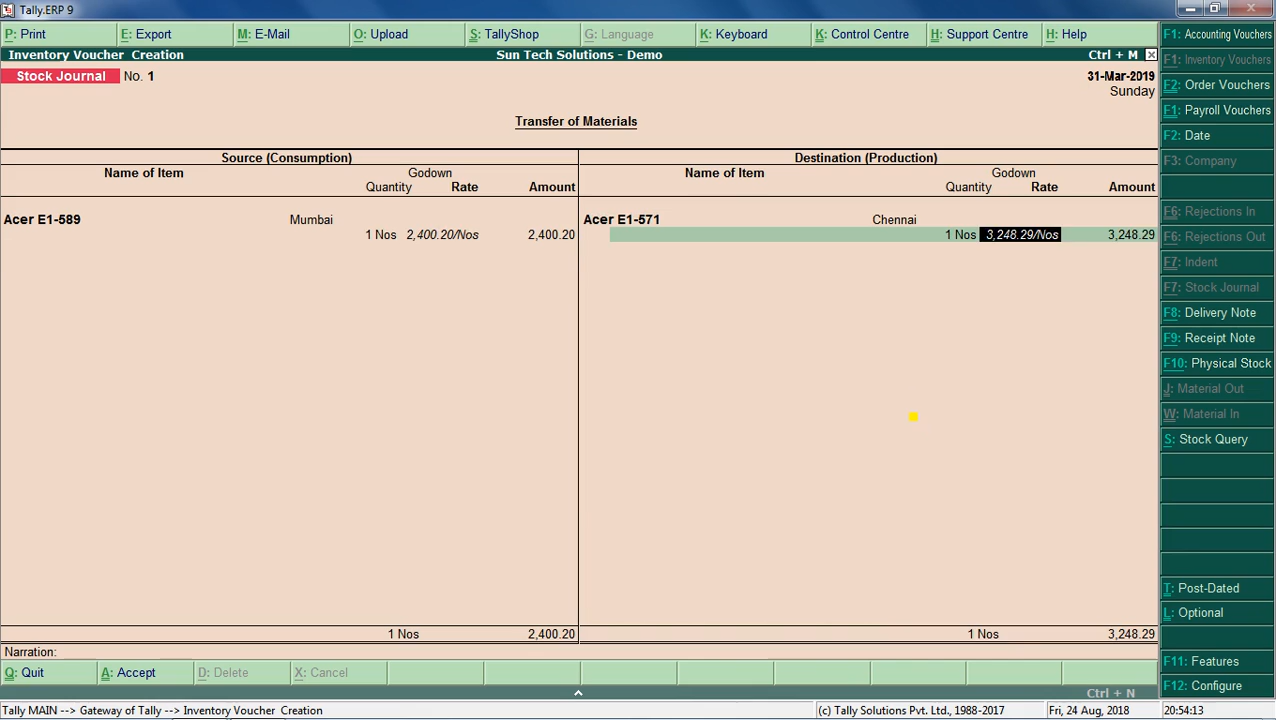 Tally.ERP 9
P: Print E: Export M: E-Mail O: Upload S: TallyShop G: Language K: Keyboard K: Control Centre H: Support Centre H: Help
Inventory Voucher Creation Sun Tech Solutions - Demo Ctrl + M
Stock Journal No. 1 31-Mar-2019
Sunday
Transfer of Materials
Source (Consumption) Destination (Production)
Name of Item Godown Name of Item Godown
Quantity Rate Amount Quantity Rate Amount
Acer E1-589 Mumbai Acer E1-571 Chennai
1 Nos 2,400.20/Nos 2,400.20 1 Nos 3,248.29/Nos 3,248.29
1 Nos 2,400.20 1 Nos 3,248.29
Narration:
Q: Quit A: Accept D: Delete X: Cancel
Ctrl + N
F1: Accounting Vouchers
F1: Inventory Vouchers
F2: Order Vouchers
F1: Payroll Vouchers
F2: Date
F3: Company
F6: Rejections In
F6: Rejections Out
F7: Indent
F7: Stock Journal
F8: Delivery Note
F9: Receipt Note
F10: Physical Stock
J: Material Out
W: Material In
S: Stock Query
T: Post-Dated
L: Optional
F11: Features
F12: Configure
Tally MAIN --> Gateway of Tally --> Inventory Voucher Creation (c) Tally Solutions Pvt. Ltd., 1988-2017 Fri, 24 Aug, 2018 20:54:13